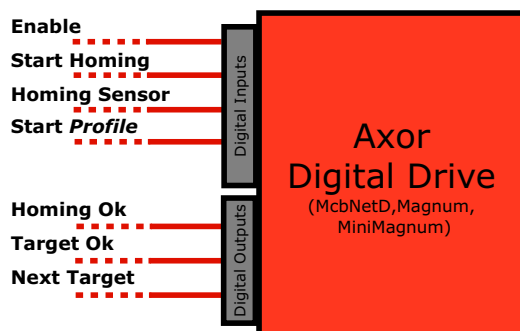 Enable
Start Homing
Homing Sensor
Start Profile
Digital Inputs
Homing Ok
Target Ok
Next Target
Digital Outputs
Axor
Digital Drive
(McbNetD,Magnum,
MiniMagnum)